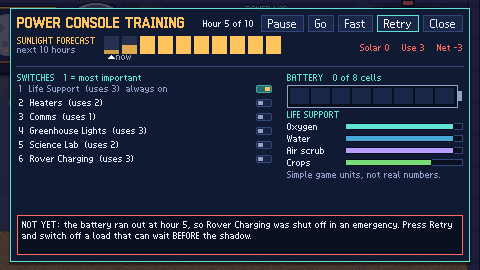 POWER CONSOLE TRAINING
Hour 5 of 10
Pause
Go
Fast
Retry
Close
SUNLIGHT FORECAST
next 10 hours
now
Solar 0 Use 3 Net -3
SWITCHES 1 = most important
1 Life Support (uses 3) always on
2 Heaters (uses 2)
3 Comms (uses 1)
4 Greenhouse Lights (uses 3)
5 Science Lab (uses 2)
6 Rover Charging (uses 3)
BATTERY 0 of 8 cells
LIFE SUPPORT
Oxygen
Water
Air scrub
Crops
Simple game units, not real numbers.
NOT YET: the battery ran out at hour 5, so Rover Charging was shut off in an emergency. Press Retry
and switch off a load that can wait BEFORE the shadow.